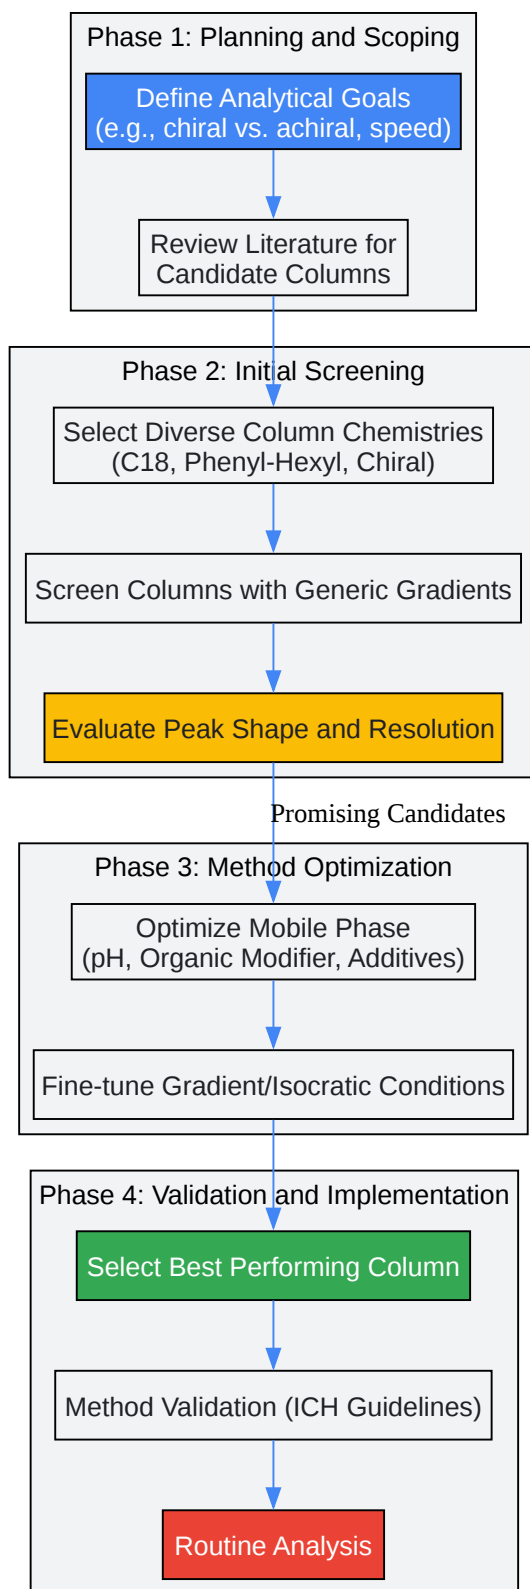 Phase 1: Planning and Scoping
Define Analytical Goals
(e.g., chiral vs. achiral, speed)
Review Literature for
Candidate Columns
Phase 2: Initial Screening
Select Diverse Column Chemistries
(C18, Phenyl-Hexyl, Chiral)
Screen Columns with Generic Gradients
Evaluate Peak Shape and Resolution
Promising Candidates
Phase 3: Method Optimization
Optimize Mobile Phase
(pH, Organic Modifier, Additives)
Fine-tune Gradient/Isocratic Conditions
Phase 4: Validation and Implementation
Select Best Performing Column
Method Validation (ICH Guidelines)
Routine Analysis